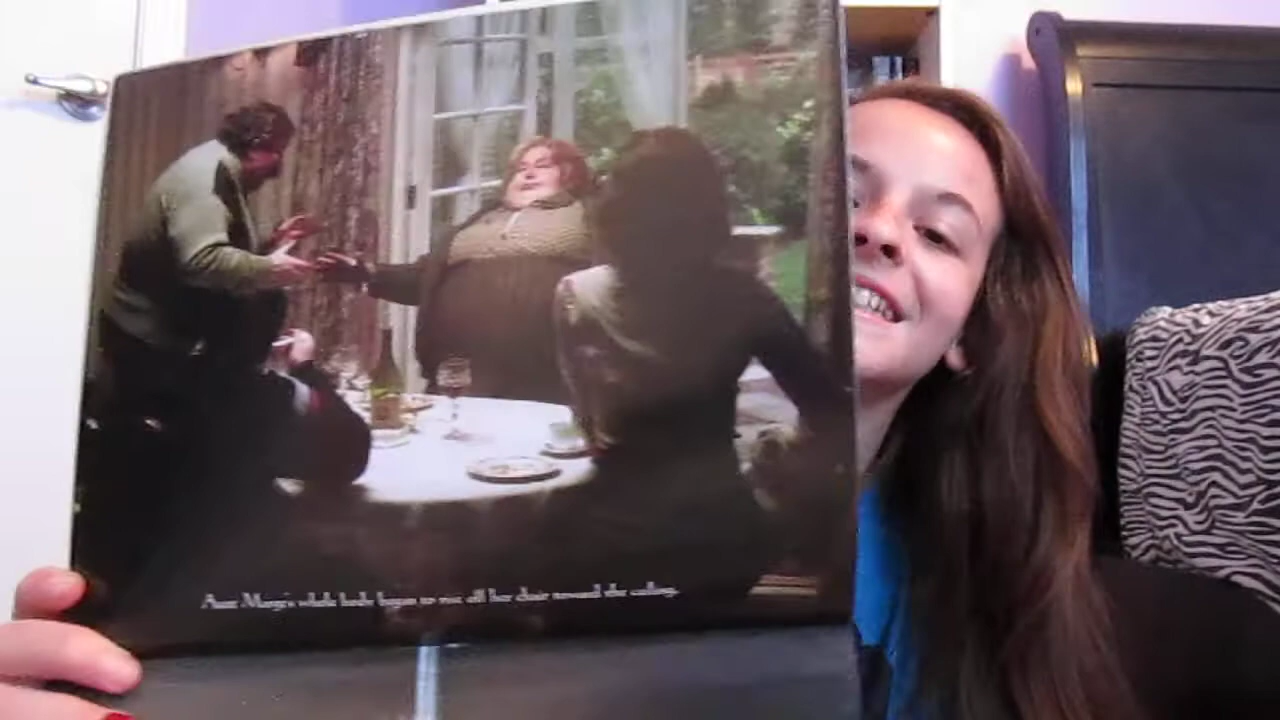 Aunt Marge's whole body began to rise off her chair toward the ceiling.